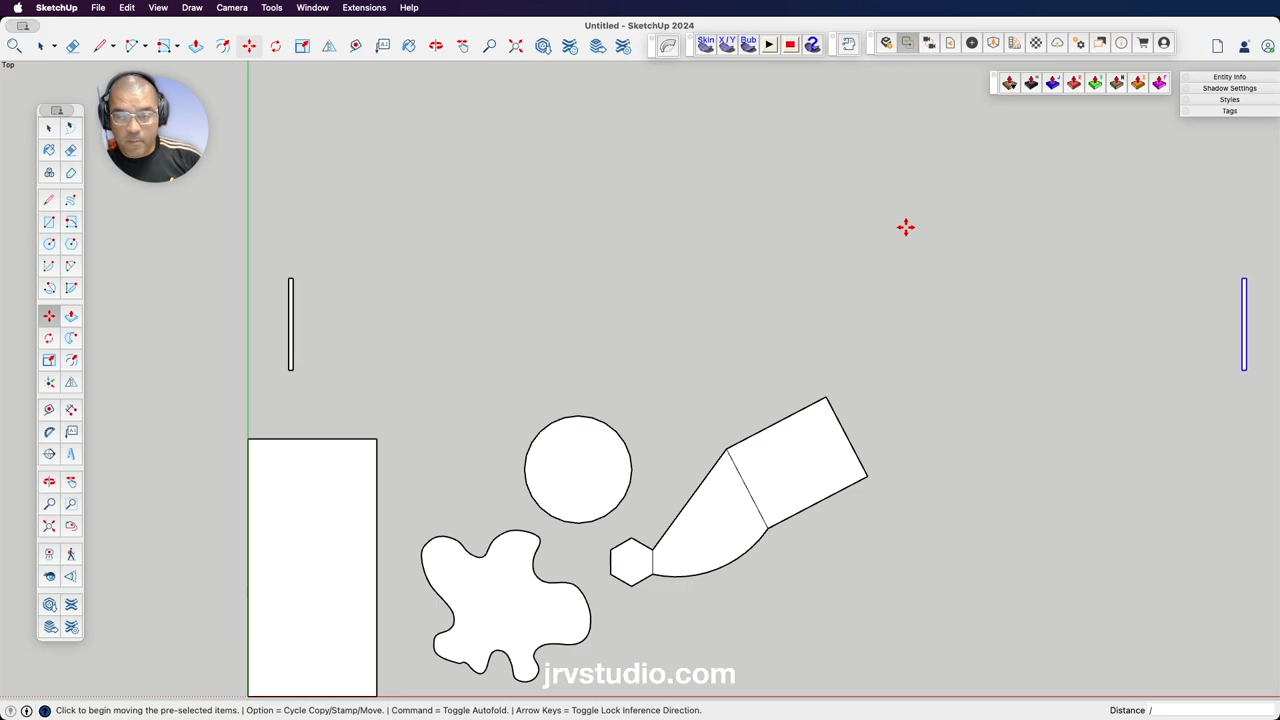 SketchUp File Edit View Draw Camera Tools Window Extensions Help
Untitled - SketchUp 2024
Skin X/Y Bub
Top
Entity Info
Shadow Settings
Styles
Tags
jrvstudio.com
Click to begin moving the pre-selected items. | Option = Cycle Copy/Stamp/Move. | Command = Toggle Autofold. | Arrow Keys = Toggle Lock Inference Direction.
Distance /